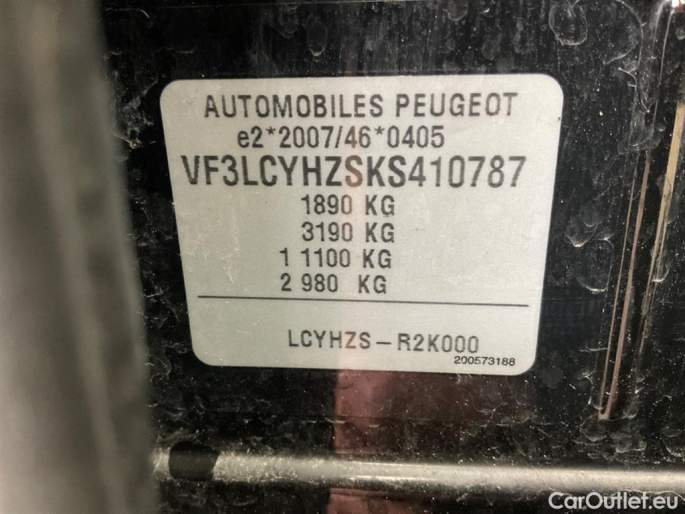 AUTOMOBILES PEUGEOT
e2*2007/46*0405
VF3LCYHZSKS410787
1890 KG
3190 KG
1 1100 KG
2 980 KG
LCYHZS-R2K000
200573188
CarOutlet.eu